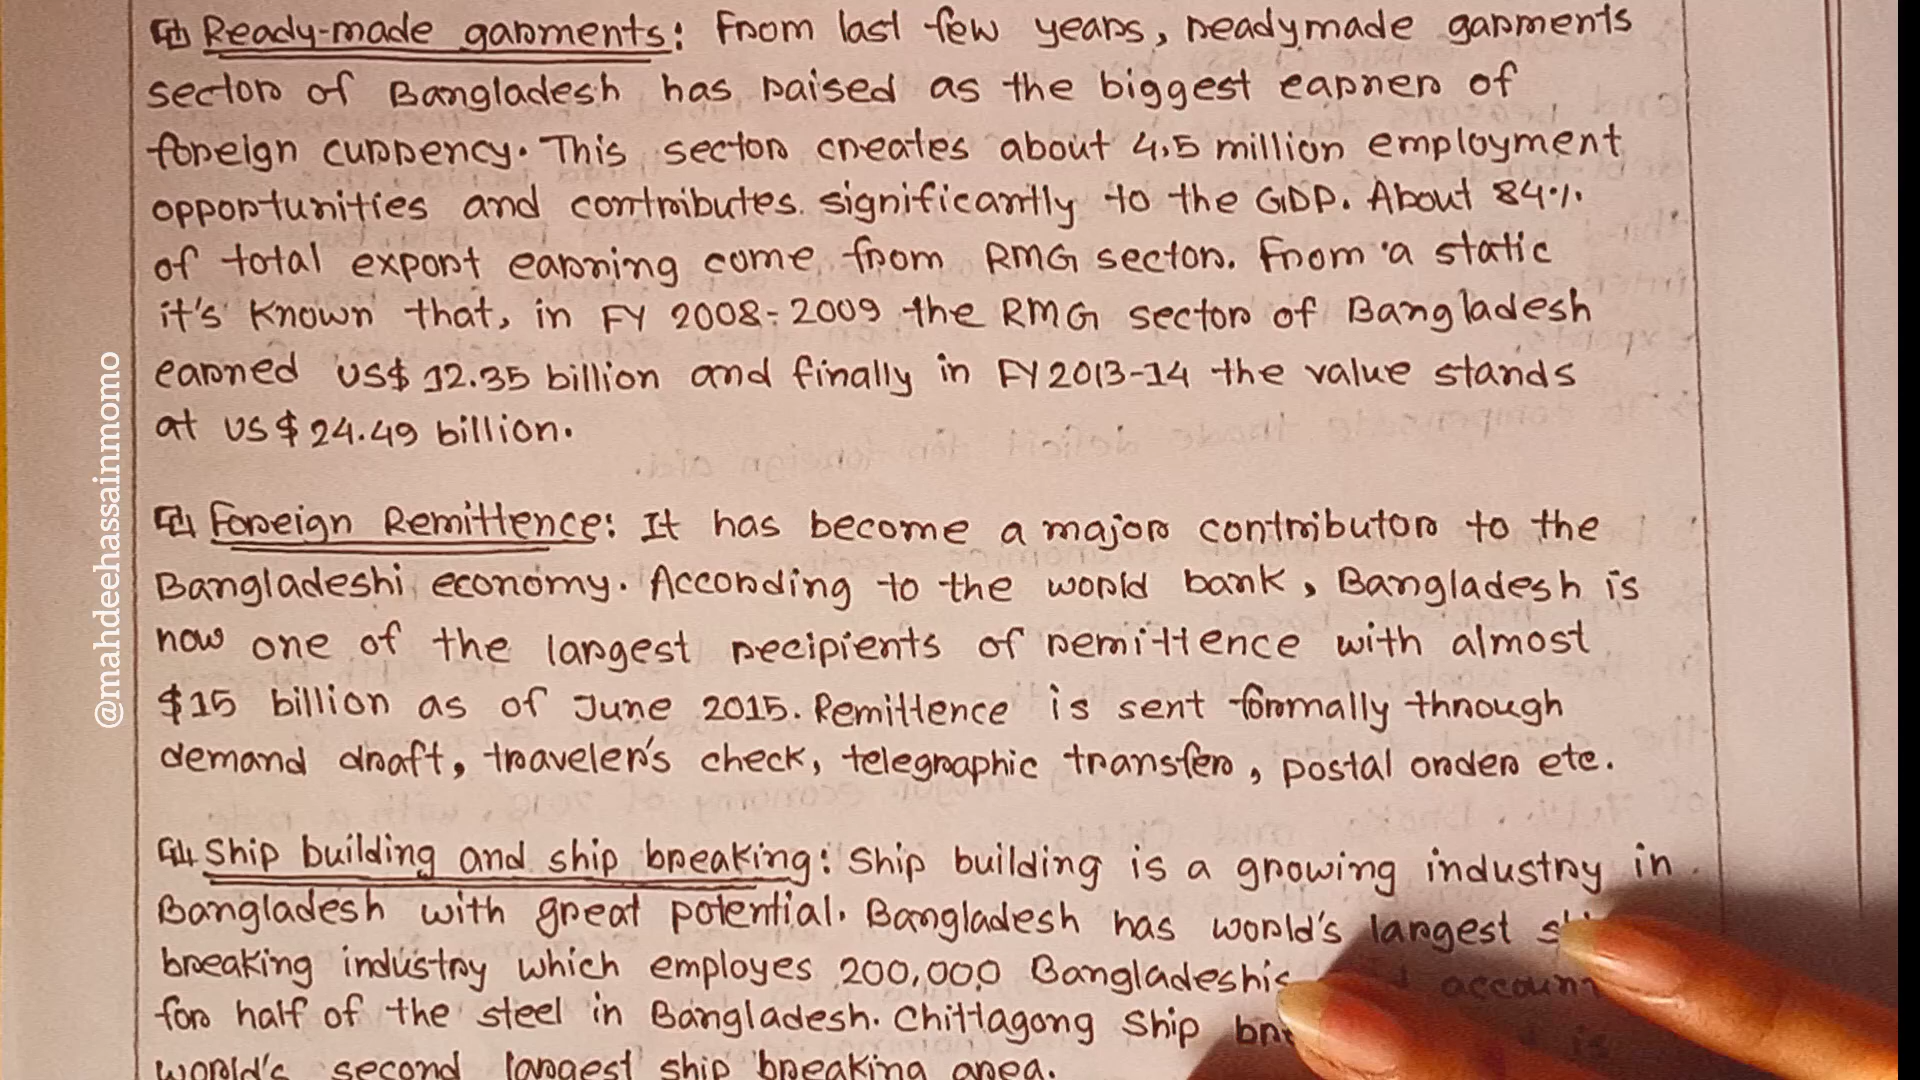 Ready-made garments: From last few years, readymade garments
sector of Bangladesh has raised as the biggest earner of
foreign currency. This sector creates about 4.5 million employment
opportunities and contributes significantly to the GDP. About 84%
of total export earning come from RMG sector. From a static
it's known that, in FY 2008-2009 the RMG sector of Bangladesh
earned US$ 12.35 billion and finally in FY 2013-14 the value stands
at US$ 24.49 billion.
Foreign Remittence: It has become a major contributor to the
Bangladeshi economy. According to the world bank, Bangladesh is
now one of the largest recipients of remittence with almost
$15 billion as of June 2015. Remittence is sent formally through
demand draft, traveler's check, telegraphic transfer, postal order etc.
Ship building and ship breaking: Ship building is a growing industry in
Bangladesh with great potential. Bangladesh has world's largest
breaking industry which employes 200,000 Bangladeshis
for half of the steel in Bangladesh. Chittagong Ship
world's second largest ship breaking area.
@mahdeehassainmomo